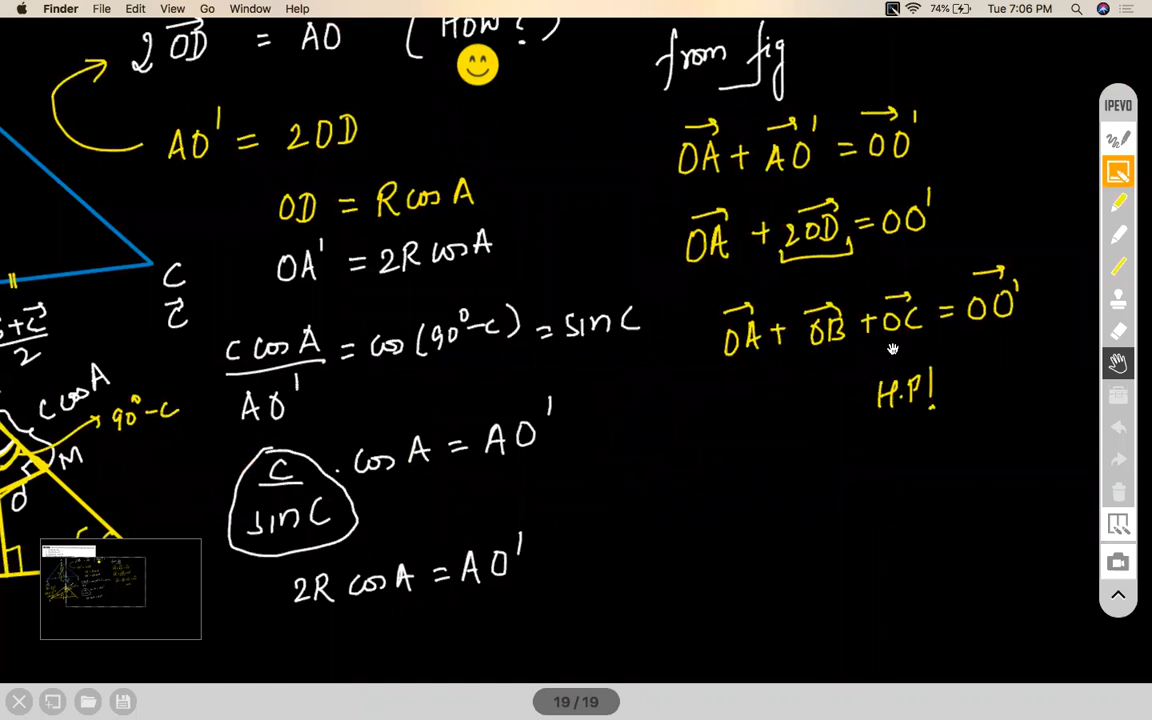 Finder File Edit View Go Window Help 74% Tue 7:06 PM
2OD = AO (How?)
AO' = 2OD
OD = R cos A
OA' = 2R cos A
c cos A / AO' = cos(90°-C) = sin C
c / sin C . cos A = AO'
2R cos A = AO'
C
C
+C / 2
c cos A
90°-C
M
from fig
OA + AO' = OO'
OA + 2OD = OO'
OA + OB + OC = OO'
H.P!
IPEVO
19 / 19